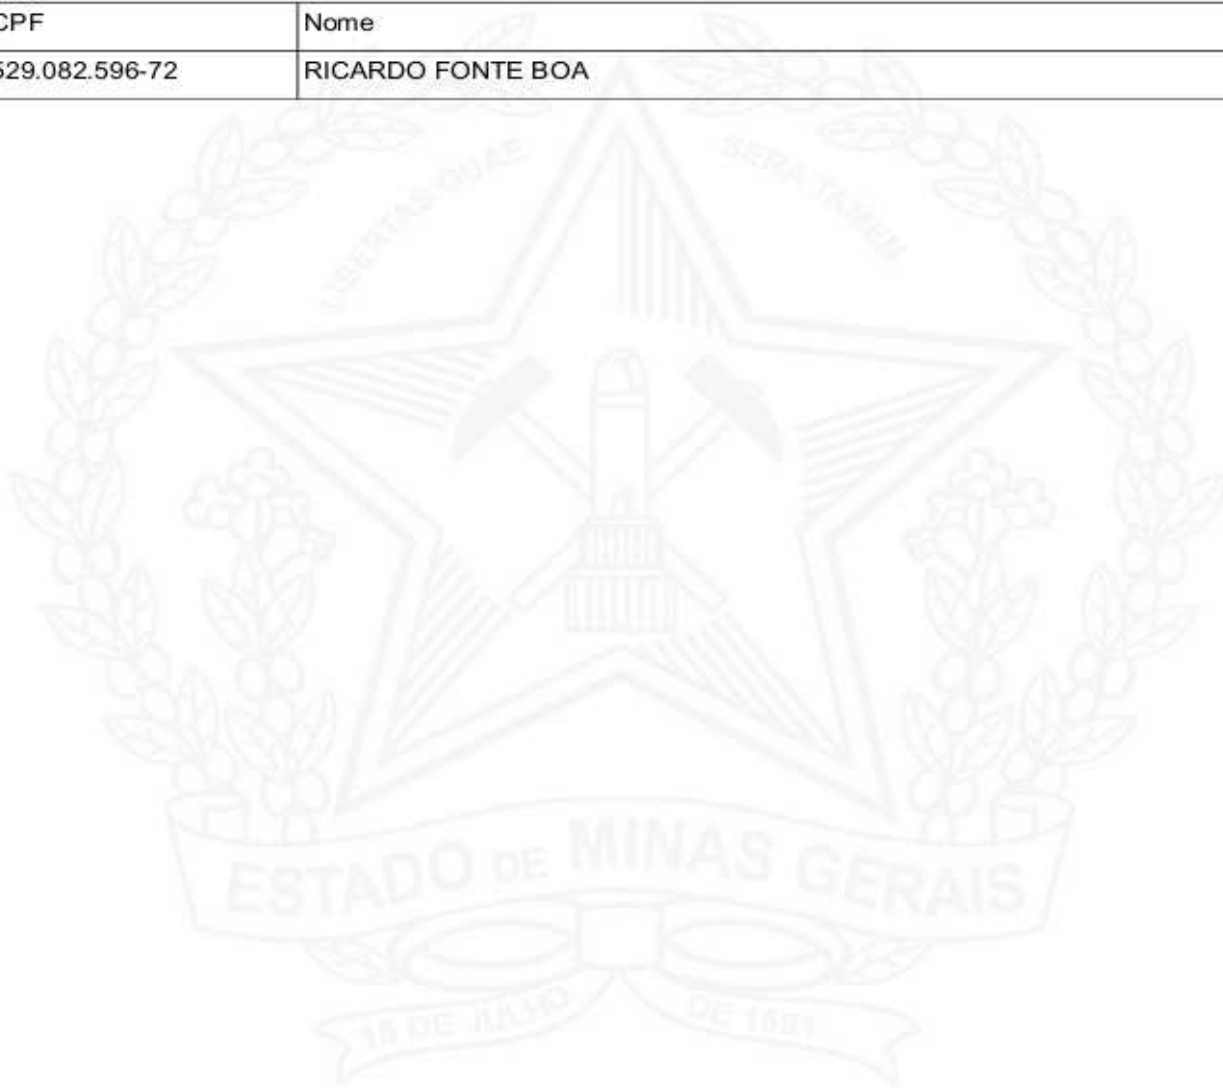 CPF Nome
529.082.596-72 RICARDO FONTE BOA
LIBERTAS QUAE SERA TAMEN
ESTADO DE MINAS GERAIS
15 DE JULHO DE 1891